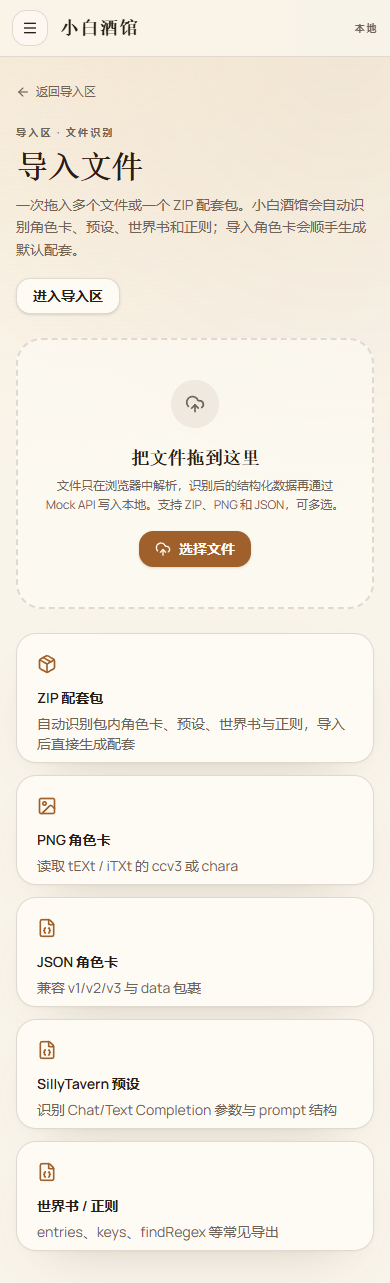 小白酒馆
本地
返回导入区
导入区 · 文件识别
导入文件
一次拖入多个文件或一个 ZIP 配套包。小白酒馆会自动识
别角色卡、预设、世界书和正则；导入角色卡会顺手生成
默认配套。
进入导入区
把文件拖到这里
文件只在浏览器中解析，识别后的结构化数据再通过
Mock API 写入本地。支持 ZIP、PNG 和 JSON，可多选。
选择文件
ZIP 配套包
自动识别包内角色卡、预设、世界书与正则，导入
后直接生成配套
PNG 角色卡
读取 tEXt / iTXt 的 ccv3 或 chara
JSON 角色卡
兼容 v1/v2/v3 与 data 包裹
SillyTavern 预设
识别 Chat/Text Completion 参数与 prompt 结构
世界书 / 正则
entries、keys、findRegex 等常见导出